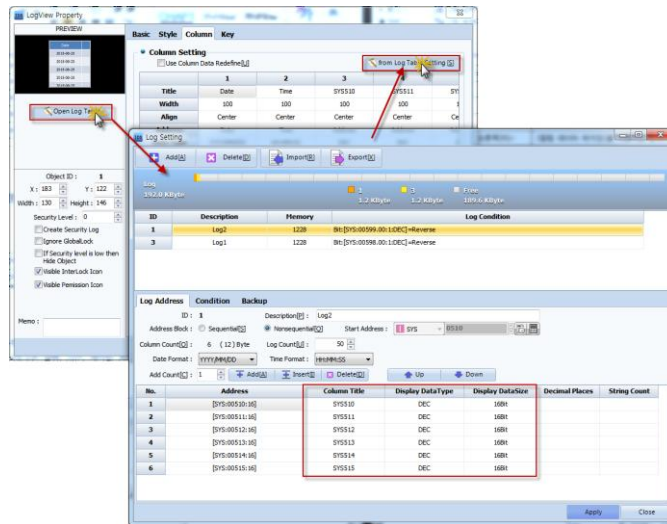 LogView Property
PREVIEW
Basic Style Column Key
Column Setting
Use Column Data Redefine[U]
from Log Table Setting [S]
1 2 3
Title Date Time SYS510 SYS511
Width 100 100 100 100
Align Center Center Center Center
Open Log Table
Object ID : 1
X : 183 Y : 122
Width : 130 Height : 146
Security Level : 0
Create Security Log
Ignore GlobalLock
If Security level is low then
Hide Object
Visible InterLock Icon
Visible Permission Icon
Memo :
Log Setting
Add[A] Delete[D] Import[R] Export[X]
Log
192.0 KByte
1.2 KByte 1.2 KByte 189.6 KByte
3 Free
ID Description Memory Log Condition
1 Log2 1228 Bit:[SYS:00599.00:1:DEC]=Reverse
3 Log1 1228 Bit:[SYS:00598.00:1:DEC]=Reverse
Log Address Condition Backup
ID : 1 Description[P] : Log2
Address Block : Sequential[S] Nonsequential[Q] Start Address : SYS 0510
Column Count[O] : 6 ( 12 ) Byte Log Count[U] : 50
Date Format : YYYY/MM/DD Time Format : HH:MM:SS
Add Count[C] : 1 Add[A] Insert[I] Delete[D] Up Down
No. Address Column Title Display DataType Display DataSize Decimal Places String Count
1 [SYS:00510:16] SYS510 DEC 16Bit
2 [SYS:00511:16] SYS511 DEC 16Bit
3 [SYS:00512:16] SYS512 DEC 16Bit
4 [SYS:00513:16] SYS513 DEC 16Bit
5 [SYS:00514:16] SYS514 DEC 16Bit
6 [SYS:00515:16] SYS515 DEC 16Bit
Apply Close